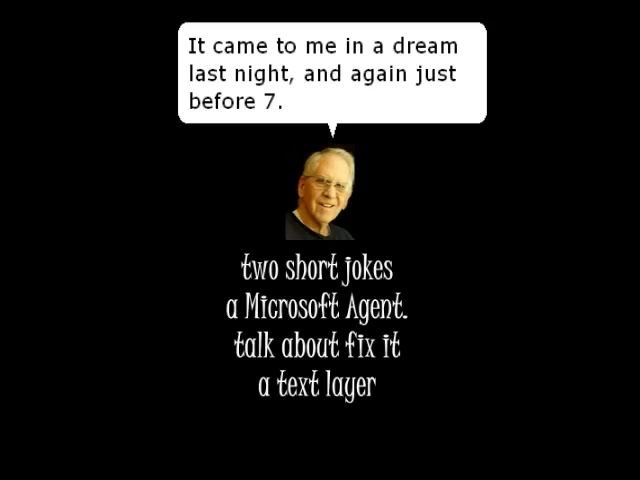 It came to me in a dream
last night, and again just
before 7.
two short jokes
a Microsoft Agent.
talk about fix it
a text layer